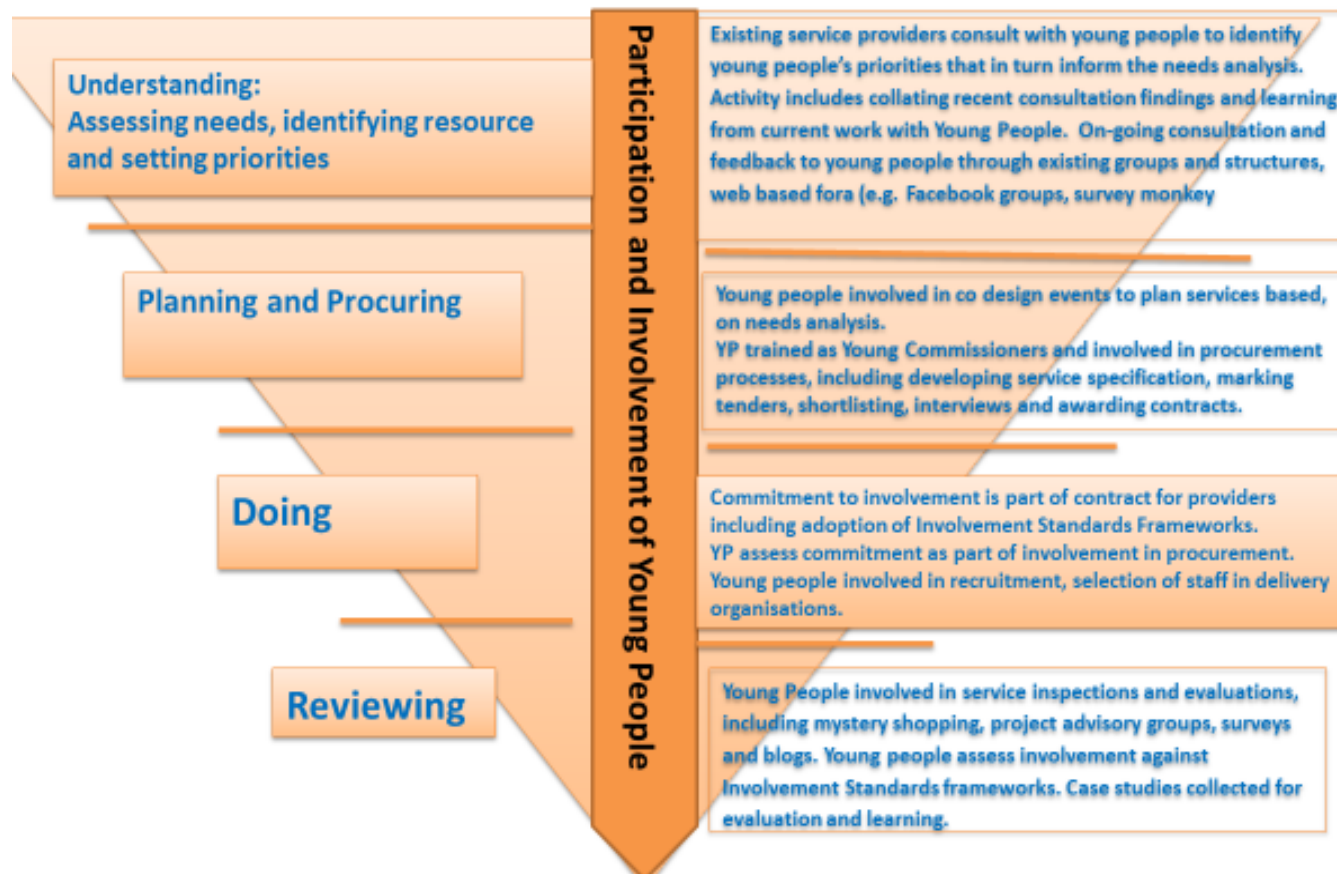 Participation and Involvement of Young People
Understanding:
Assessing needs, identifying resource
and setting priorities
Existing service providers consult with young people to identify
young people's priorities that in turn inform the needs analysis.
Activity includes collating recent consultation findings and learning
from current work with Young People.  On-going consultation and
feedback to young people through existing groups and structures,
web based fora (e.g.  Facebook groups, survey monkey
Planning and Procuring
Young people involved in co design events to plan services based,
on needs analysis.
YP trained as Young Commissioners and involved in procurement
processes, including developing service specification, marking
tenders, shortlisting, interviews and awarding contracts.
Doing
Commitment to involvement is part of contract for providers
including adoption of Involvement Standards Frameworks.
YP assess commitment as part of involvement in procurement.
Young people involved in recruitment, selection of staff in delivery
organisations.
Reviewing
Young People involved in service inspections and evaluations,
including mystery shopping, project advisory groups, surveys
and blogs. Young people assess involvement against
Involvement Standards frameworks. Case studies collected for
evaluation and learning.